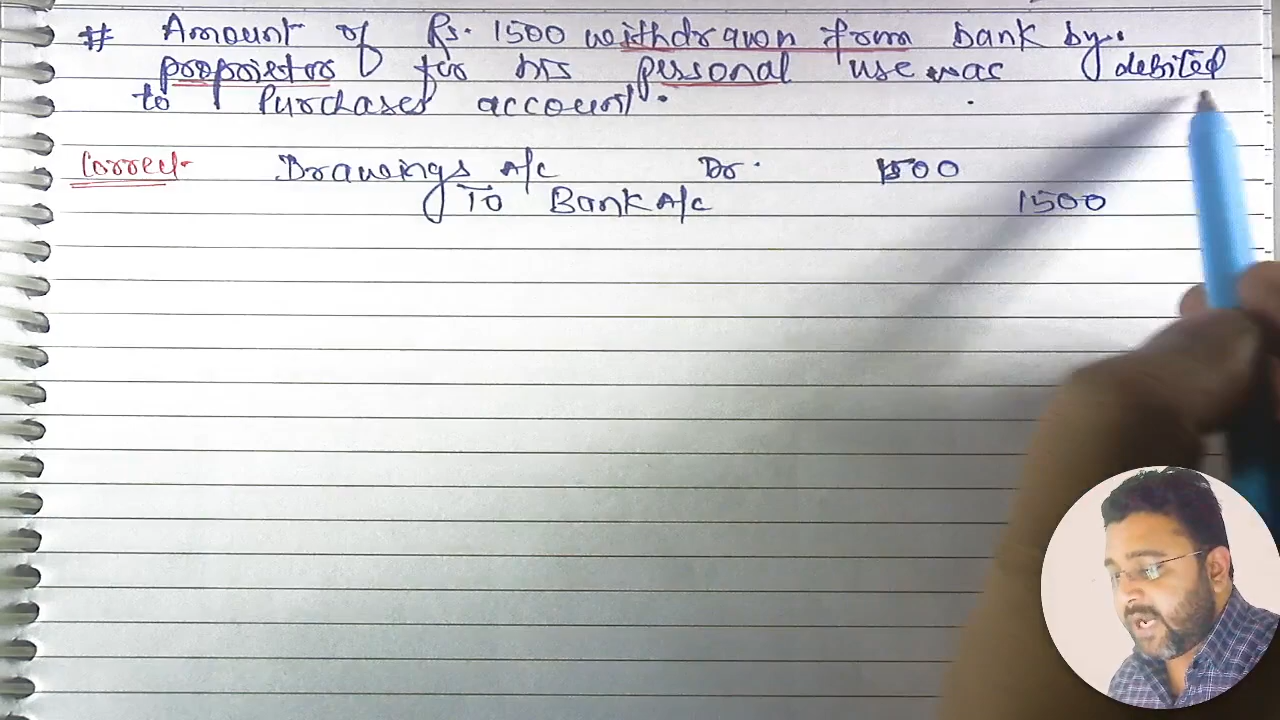 # Amount of Rs. 1500 withdrawn from bank by
proprietor for his personal use was debited
to Purchases account.
Correct- Drawings A/c Dr. 1500
To Bank A/c 1500